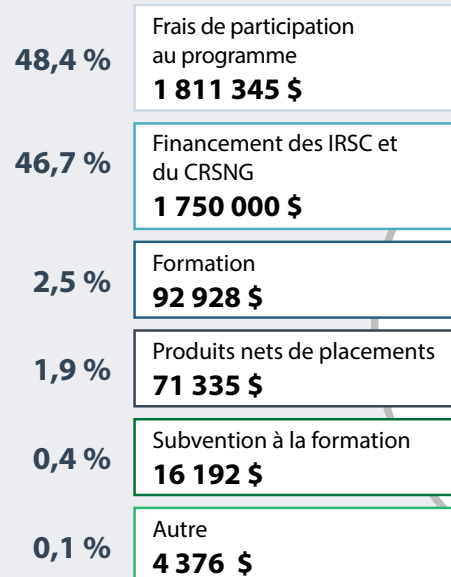 48,4 %
Frais de participation
au programme
1 811 345 $
46,7 %
Financement des IRSC et
du CRSNG
1 750 000 $
2,5 %
Formation
92 928 $
1,9 %
Produits nets de placements
71 335 $
0,4 %
Subvention à la formation
16 192 $
0,1 %
Autre
4 376 $